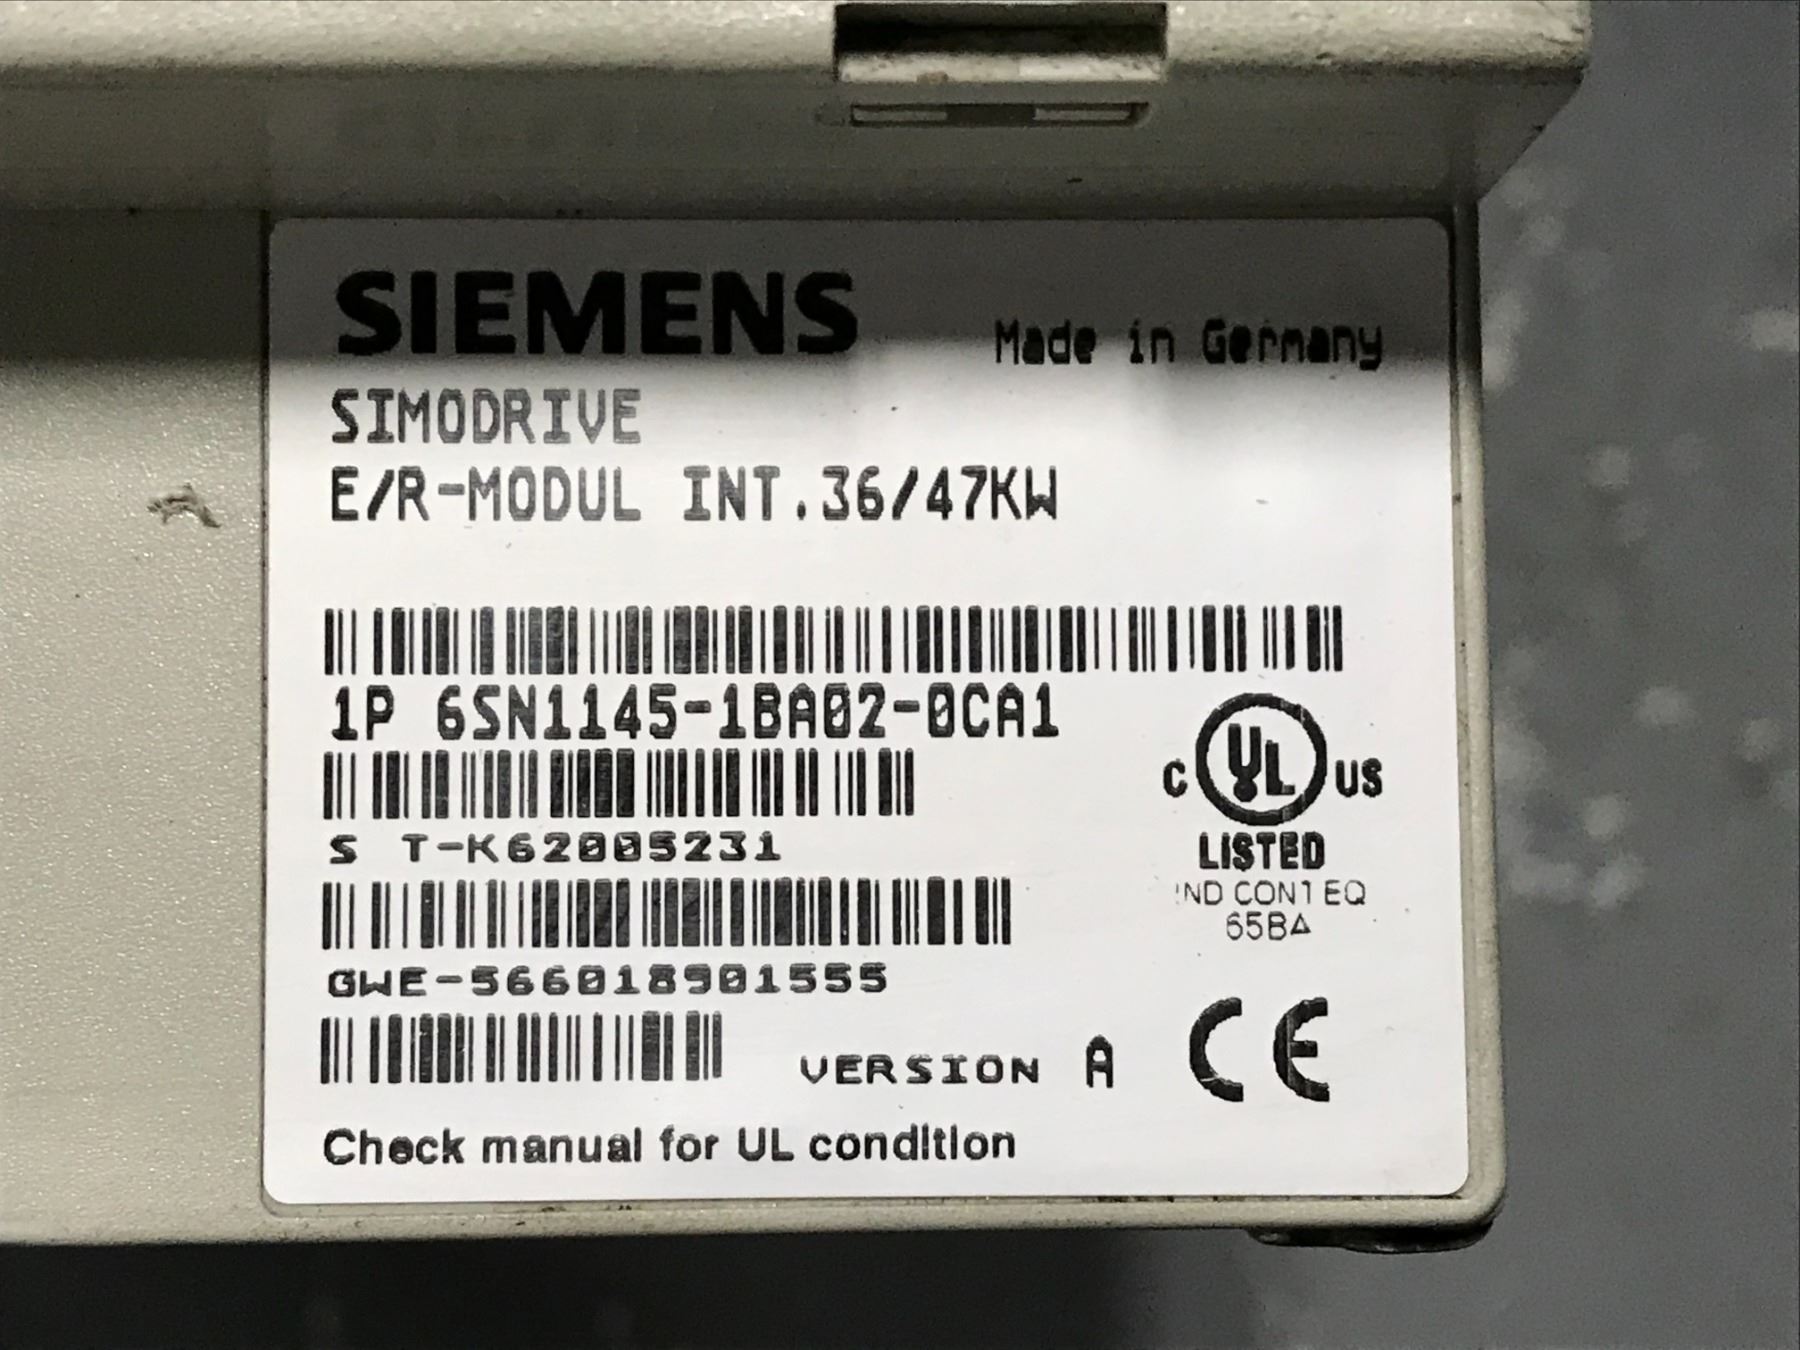 SIEMENS
Made in Germany
SIMODRIVE
E/R-MODUL INT.36/47KW
1P 6SN1145-1BA02-0CA1
S T-K62005231
C UL US
LISTED
IND CONT EQ
65BA
GWE-566018901555
VERSION A
CE
Check manual for UL condition